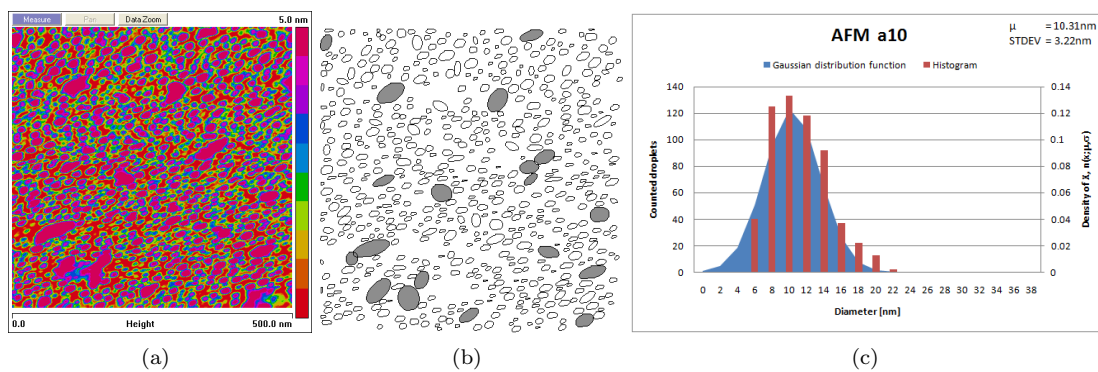 Measure Pan Data Zoom 5.0 nm
0.0 Height 500.0 nm
(a)
(b)
AFM a10
μ = 10.31nm
STDEV = 3.22nm
Gaussian distribution function Histogram
Counted droplets
140
120
100
80
60
40
20
0
0.14
0.12
0.1
0.08
0.06
0.04
0.02
0
0 2 4 6 8 10 12 14 16 18 20 22 24 26 28 30 32 34 36 38
Diameter [nm]
(c)